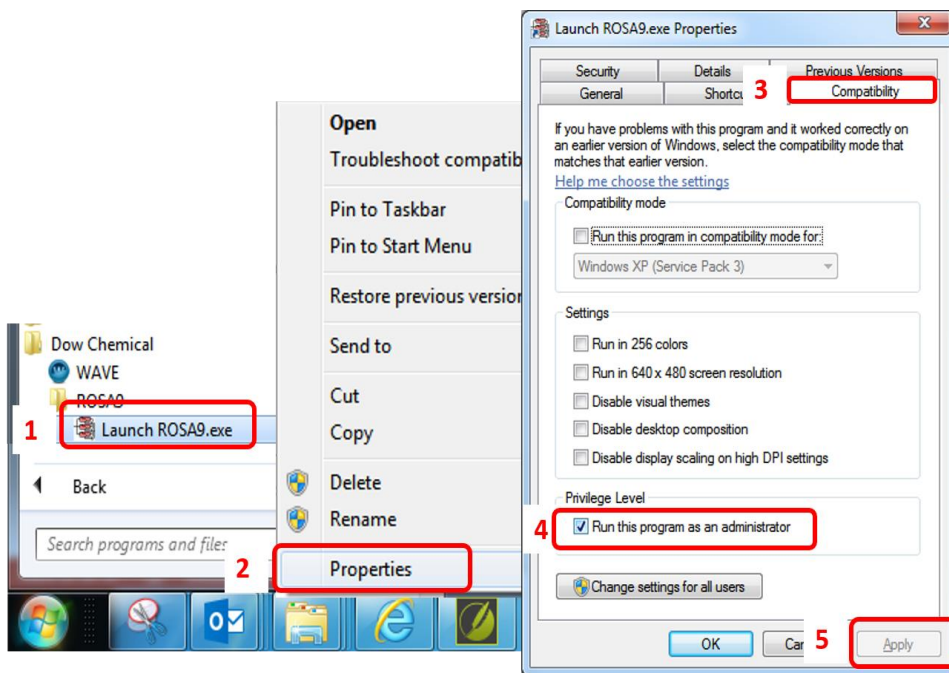 Dow Chemical
WAVE
ROSA9
1
Launch ROSA9.exe
Back
Search programs and files
Open
Troubleshoot compatib
Pin to Taskbar
Pin to Start Menu
Restore previous version
Send to
Cut
Copy
Delete
Rename
2
Properties
Launch ROSA9.exe Properties
Security
Details
Previous Versions
General
Shortcu
3
Compatibility
If you have problems with this program and it worked correctly on
an earlier version of Windows, select the compatibility mode that
matches that earlier version.
Help me choose the settings
Compatibility mode
Run this program in compatibility mode for:
Windows XP (Service Pack 3)
Settings
Run in 256 colors
Run in 640 x 480 screen resolution
Disable visual themes
Disable desktop composition
Disable display scaling on high DPI settings
Privilege Level
4
Run this program as an administrator
Change settings for all users
OK
Can
5
Apply